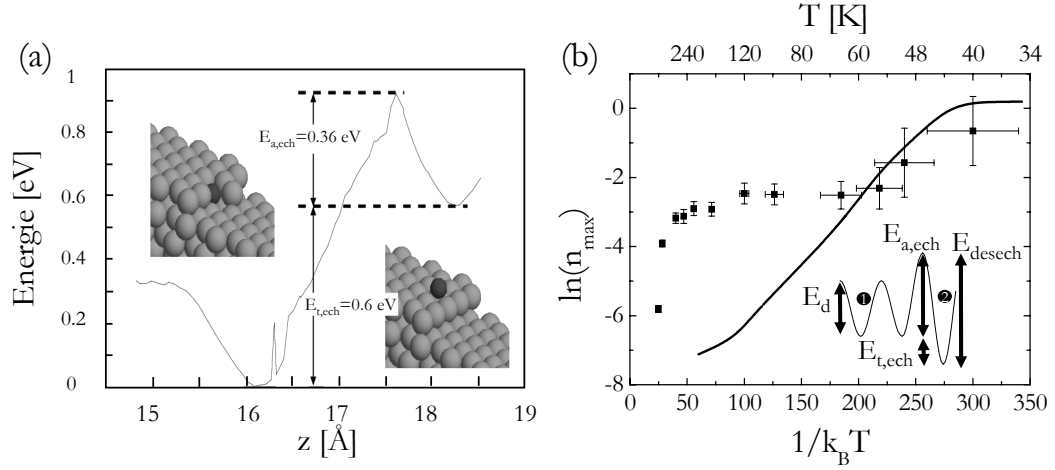 (a)
1
0.8
0.6
0.4
0.2
0
Energie [eV]
E_a,ech=0.36 eV
E_t,ech=0.6 eV
15
16
17
18
19
z [Å]
(b)
T [K]
240
120
80
60
48
40
34
0
-2
-4
-6
-8
ln(n_max)
E_d
1
E_a,ech
2
E_desech
E_t,ech
0
50
100
150
200
250
300
350
1/k_BT